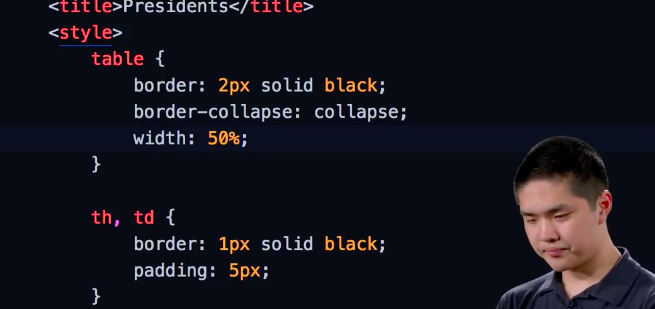 <title>Presidents</title>
<style>
table {
border: 2px solid black;
border-collapse: collapse;
width: 50%;
}
th, td {
border: 1px solid black;
padding: 5px;
}